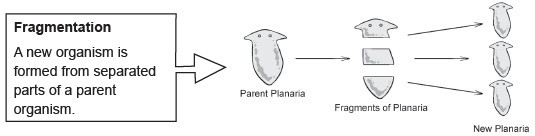 Fragmentation
A new organism is
formed from separated
parts of a parent
organism.
Parent Planaria
Fragments of Planaria
New Planaria